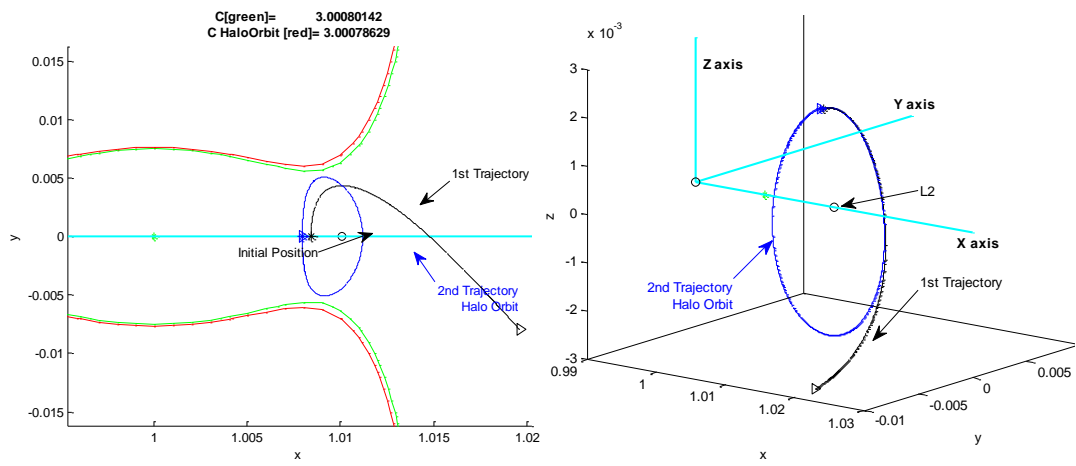 C[green]= 3.00080142
C HaloOrbit [red]= 3.00078629
0.015
0.01
0.005
0
-0.005
-0.01
-0.015
y
1
1.005
1.01
1.015
1.02
x
1st Trajectory
Initial Position
2nd Trajectory
Halo Orbit
x 10^-3
3
2
1
0
-1
-2
-3
z
Z axis
Y axis
L2
X axis
2nd Trajectory
Halo Orbit
1st Trajectory
0.99
1
1.01
1.02
1.03
x
-0.01
-0.005
0
0.005
y